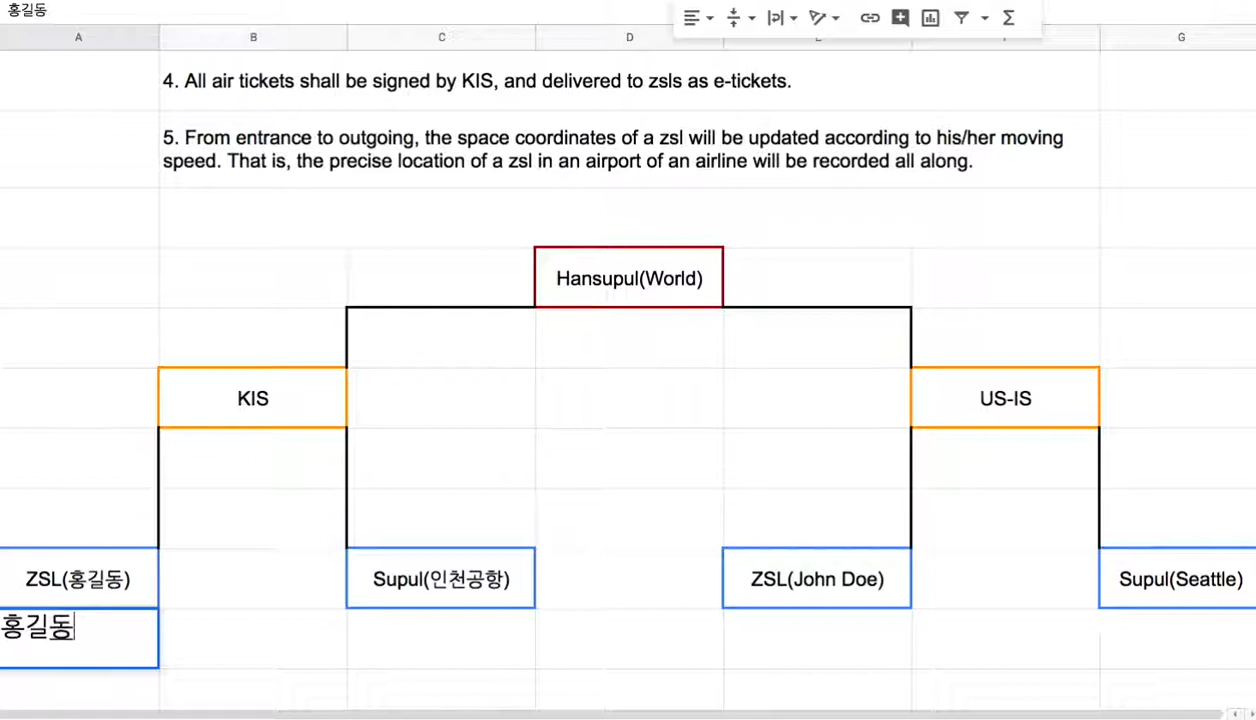 홍길동
A B C D E F G
4. All air tickets shall be signed by KIS, and delivered to zsls as e-tickets.
5. From entrance to outgoing, the space coordinates of a zsl will be updated according to his/her moving
speed. That is, the precise location of a zsl in an airport of an airline will be recorded all along.
Hansupul(World)
KIS US-IS
ZSL(홍길동) Supul(인천공항) ZSL(John Doe) Supul(Seattle)
홍길동